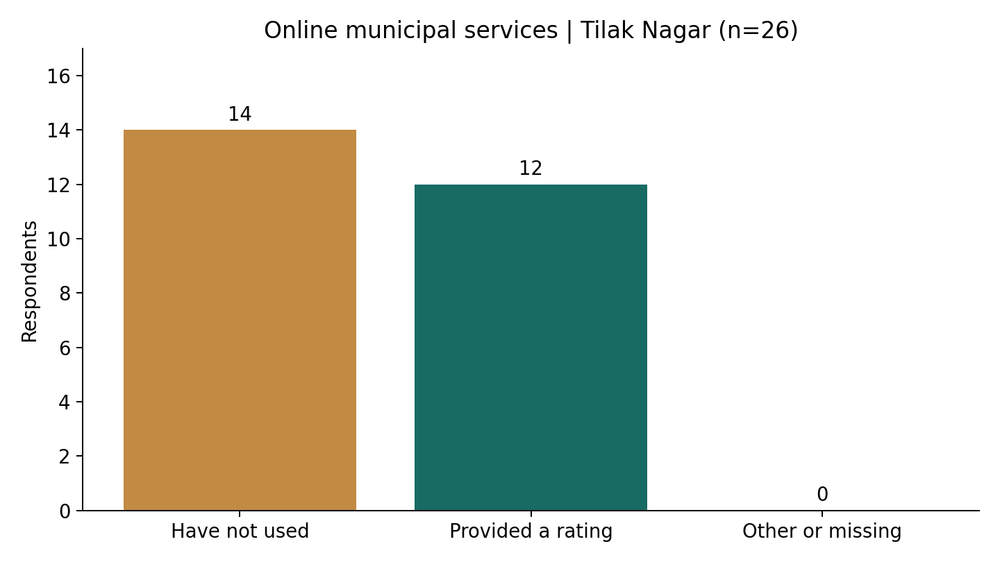 Online municipal services | Tilak Nagar (n=26)
16
14
12
10
8
6
4
2
0
Respondents
14
12
0
Have not used
Provided a rating
Other or missing